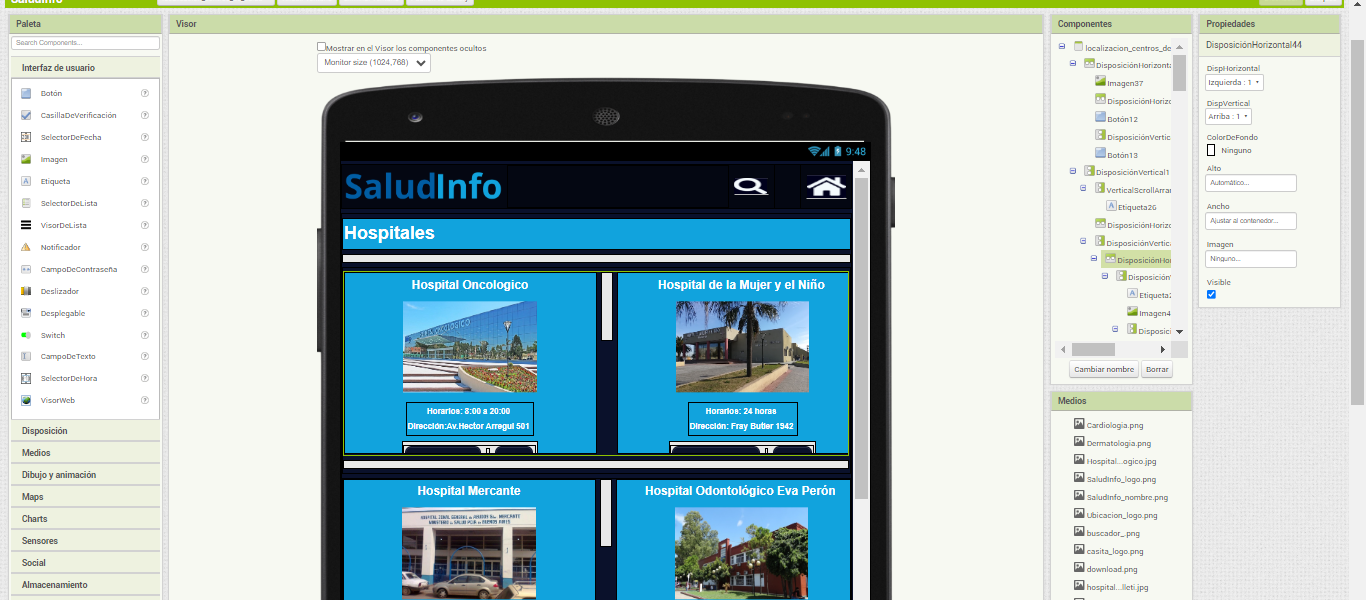 SaludInfo
Paleta
Search Components...
Interfaz de usuario
Botón
CasillaDeVerificación
SelectorDeFecha
Imagen
Etiqueta
SelectorDeLista
VisorDeLista
Notificador
CampoDeContraseña
Deslizador
Desplegable
Switch
CampoDeTexto
SelectorDeHora
VisorWeb
Disposición
Medios
Dibujo y animación
Maps
Charts
Sensores
Social
Almacenamiento
Visor
Mostrar en el Visor los componentes ocultos
Monitor size (1024,768)
9:48
SaludInfo
Hospitales
Hospital Oncologico
Horarios: 8:00 a 20:00
Dirección:Av.Hector Arregui 501
Hospital de la Mujer y el Niño
Horarios: 24 horas
Dirección: Fray Butler 1542
Hospital Mercante
Hospital Odontológico Eva Perón
Componentes
localizacion_centros_de
DisposiciónHorizonta
Imagen37
DisposiciónHorizo
Botón12
DisposiciónVertic
Botón13
DisposiciónVertical1
VerticalScrollArrar
Etiqueta26
DisposiciónHorizo
DisposiciónVertica
DisposiciónHor
Disposición
Etiqueta2
Imagen4
Disposici
Cambiar nombre
Borrar
Medios
Cardiologia.png
Dermatologia.png
Hospital...ogico.jpg
SaludInfo_logo.png
SaludInfo_nombre.png
Ubicacion_logo.png
buscador_.png
casita_logo.png
download.png
hospital...lleti.jpg
Propiedades
DisposiciónHorizontal44
DispHorizontal
Izquierda : 1
DispVertical
Arriba : 1
ColorDeFondo
Ninguno
Alto
Automático...
Ancho
Ajustar al contenedor...
Imagen
Ninguno...
Visible